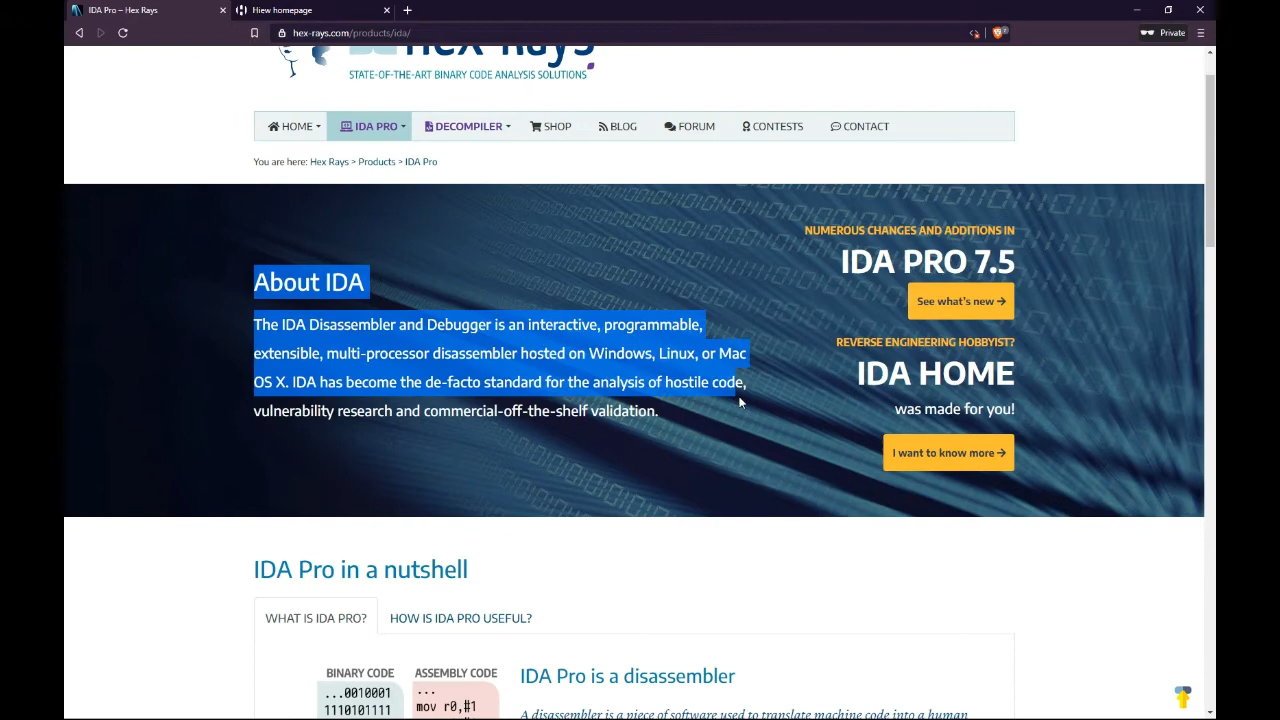 IDA Pro – Hex Rays
Hiew homepage
hex-rays.com/products/ida/
Private
Hex-Rays
STATE-OF-THE-ART BINARY CODE ANALYSIS SOLUTIONS
HOME
IDA PRO
DECOMPILER
SHOP
BLOG
FORUM
CONTESTS
CONTACT
You are here: Hex Rays > Products > IDA Pro
About IDA
The IDA Disassembler and Debugger is an interactive, programmable,
extensible, multi-processor disassembler hosted on Windows, Linux, or Mac
OS X. IDA has become the de-facto standard for the analysis of hostile code,
vulnerability research and commercial-off-the-shelf validation.
NUMEROUS CHANGES AND ADDITIONS IN
IDA PRO 7.5
See what's new →
REVERSE ENGINEERING HOBBYIST?
IDA HOME
was made for you!
I want to know more →
IDA Pro in a nutshell
WHAT IS IDA PRO?
HOW IS IDA PRO USEFUL?
BINARY CODE
...0010001
1110101111
ASSEMBLY CODE
...
mov r0,#1
IDA Pro is a disassembler
A disassembler is a piece of software used to translate machine code into a human